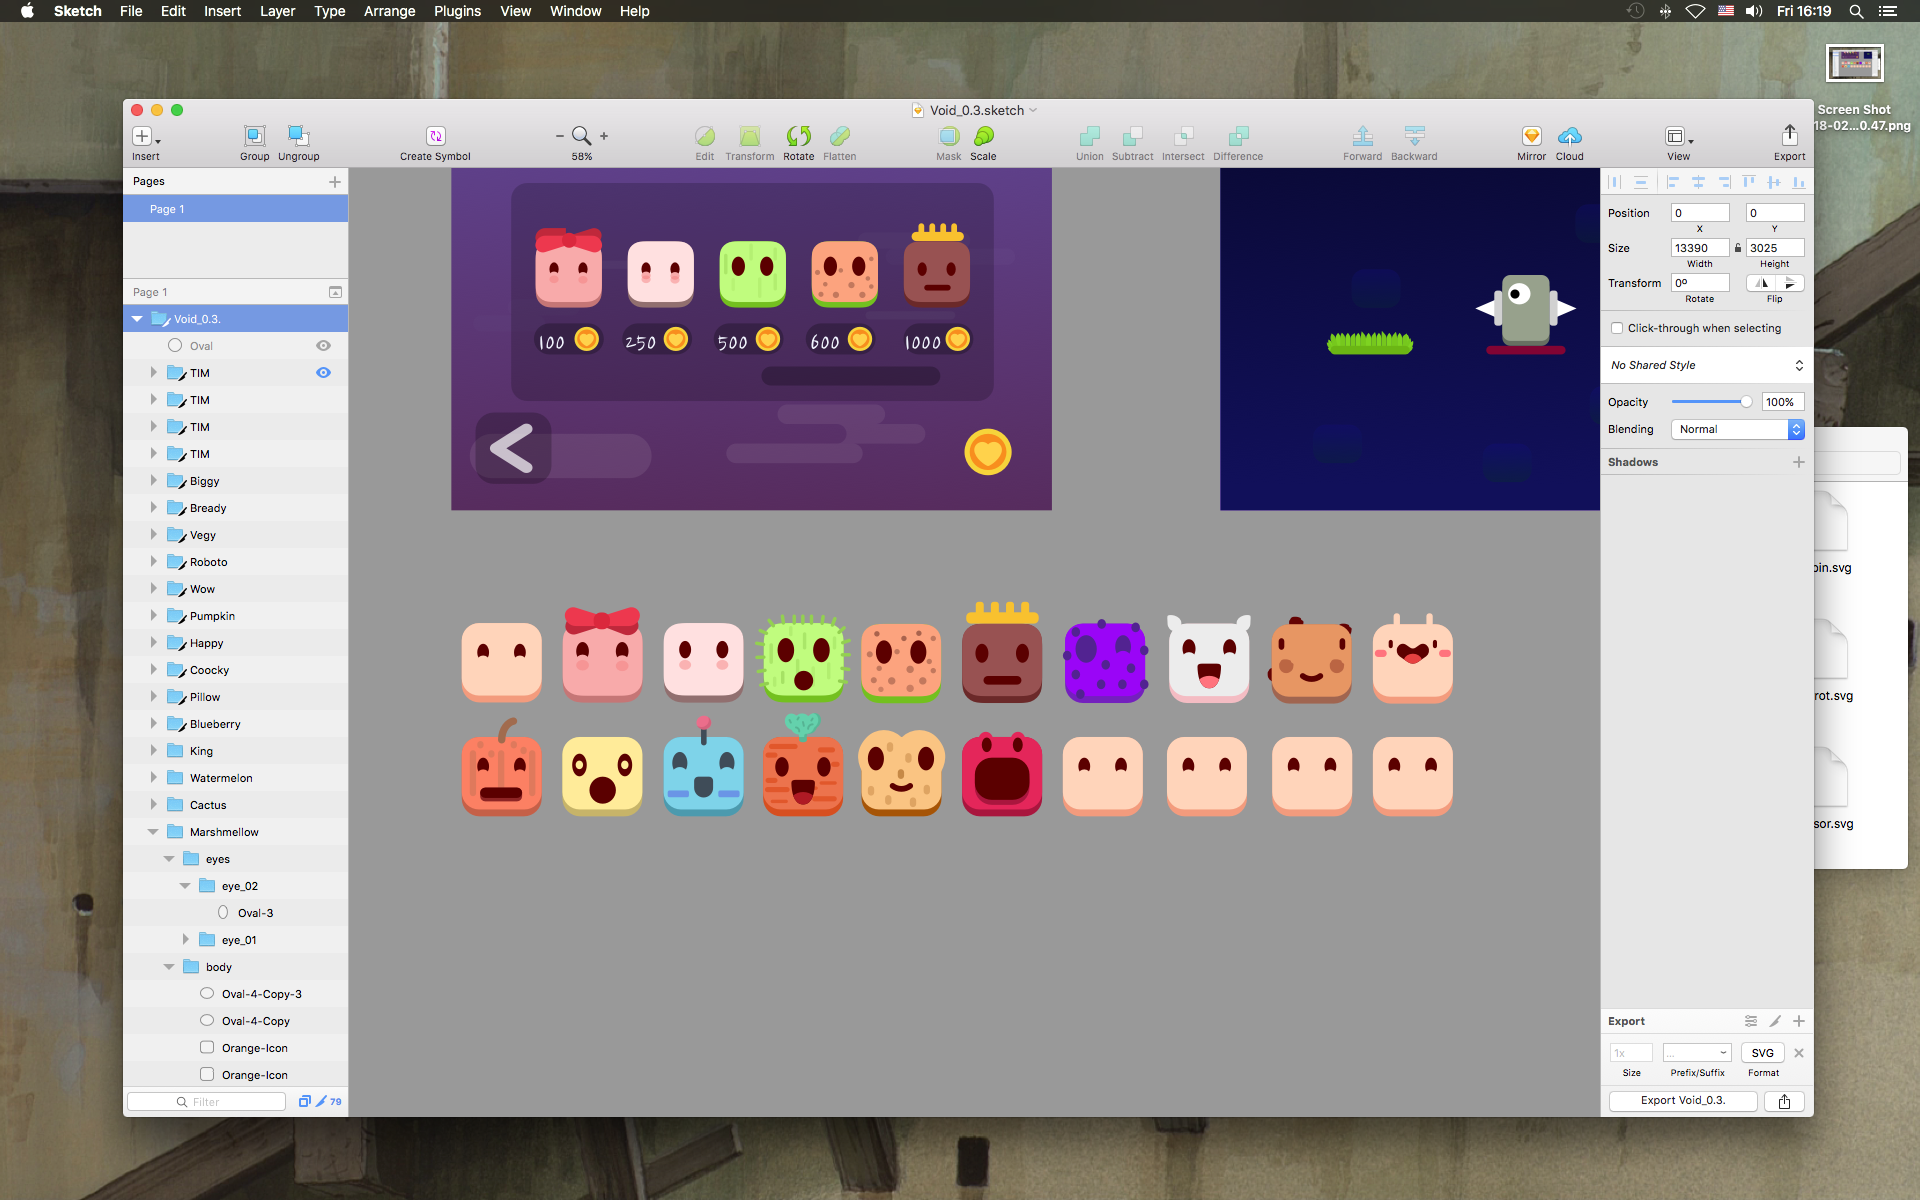 Sketch File Edit Insert Layer Type Arrange Plugins View Window Help
Fri 16:19
Screen Shot
18-02...0.47.png
Void_0.3.sketch
Insert Group Ungroup Create Symbol 58% Edit Transform Rotate Flatten Mask Scale Union Subtract Intersect Difference Forward Backward Mirror Cloud View Export
Pages
Page 1
Page 1
Void_0.3.
Oval
TIM
TIM
TIM
TIM
Biggy
Bready
Vegy
Roboto
Wow
Pumpkin
Happy
Coocky
Pillow
Blueberry
King
Watermelon
Cactus
Marshmellow
eyes
eye_02
Oval-3
eye_01
body
Oval-4-Copy-3
Oval-4-Copy
Orange-Icon
Orange-Icon
Filter
79
100 250 500 600 1000
Position 0 0
X Y
Size 13390 3025
Width Height
Transform 0º
Rotate Flip
Click-through when selecting
No Shared Style
Opacity 100%
Blending Normal
Shadows
Export
1x ... SVG
Size Prefix/Suffix Format
Export Void_0.3.
oin.svg
rot.svg
sor.svg